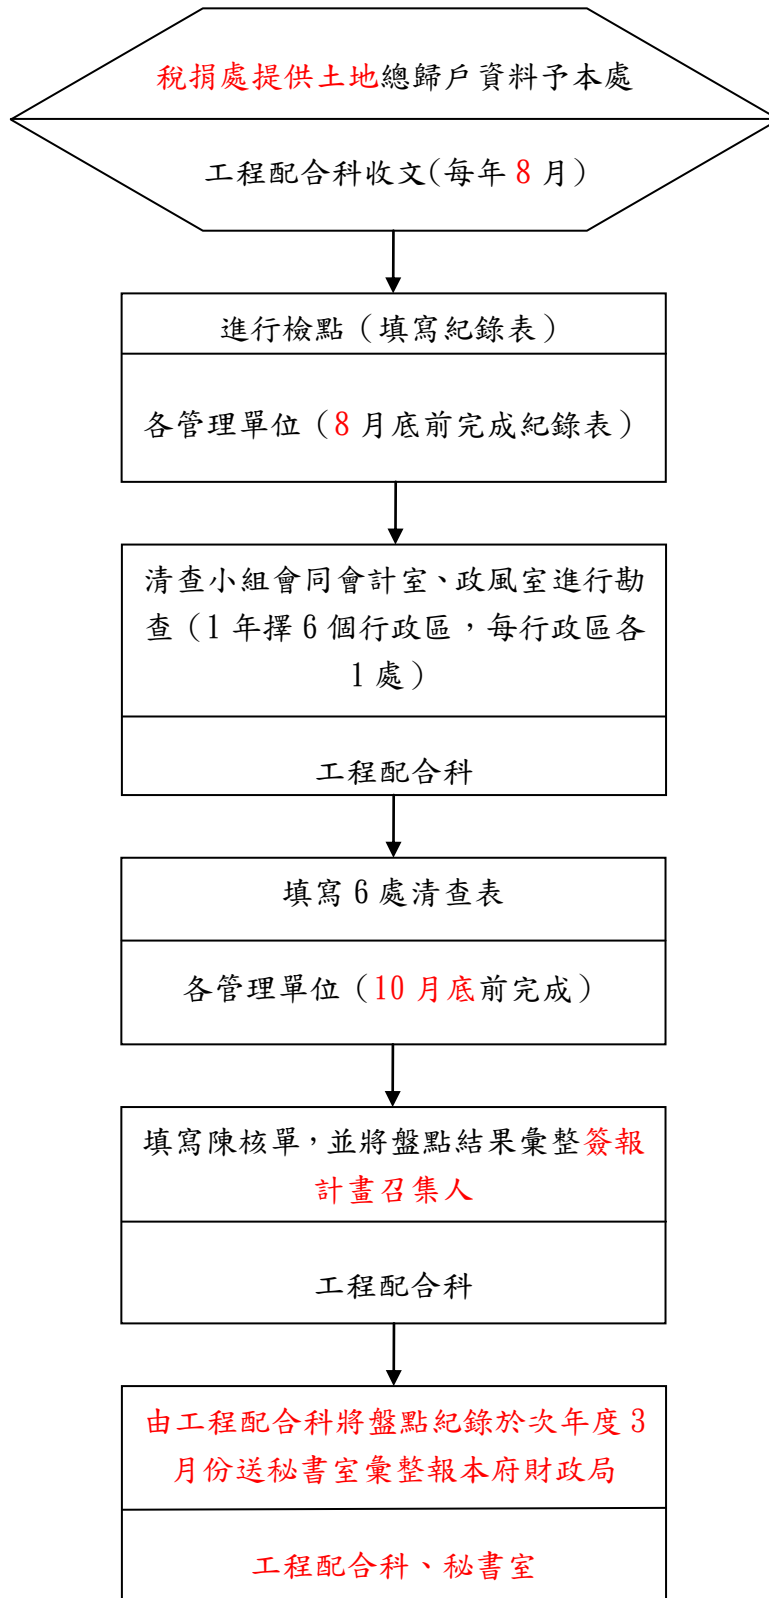 稅捐處提供土地總歸戶資料予本處
工程配合科收文(每年 8 月)
進行檢點（填寫紀錄表）
各管理單位（8 月底前完成紀錄表）
清查小組會同會計室、政風室進行勘
查（1 年擇 6 個行政區，每行政區各
1 處）
工程配合科
填寫 6 處清查表
各管理單位（10 月底前完成）
填寫陳核單，並將盤點結果彙整簽報
計畫召集人
工程配合科
由工程配合科將盤點紀錄於次年度 3
月份送秘書室彙整報本府財政局
工程配合科、秘書室